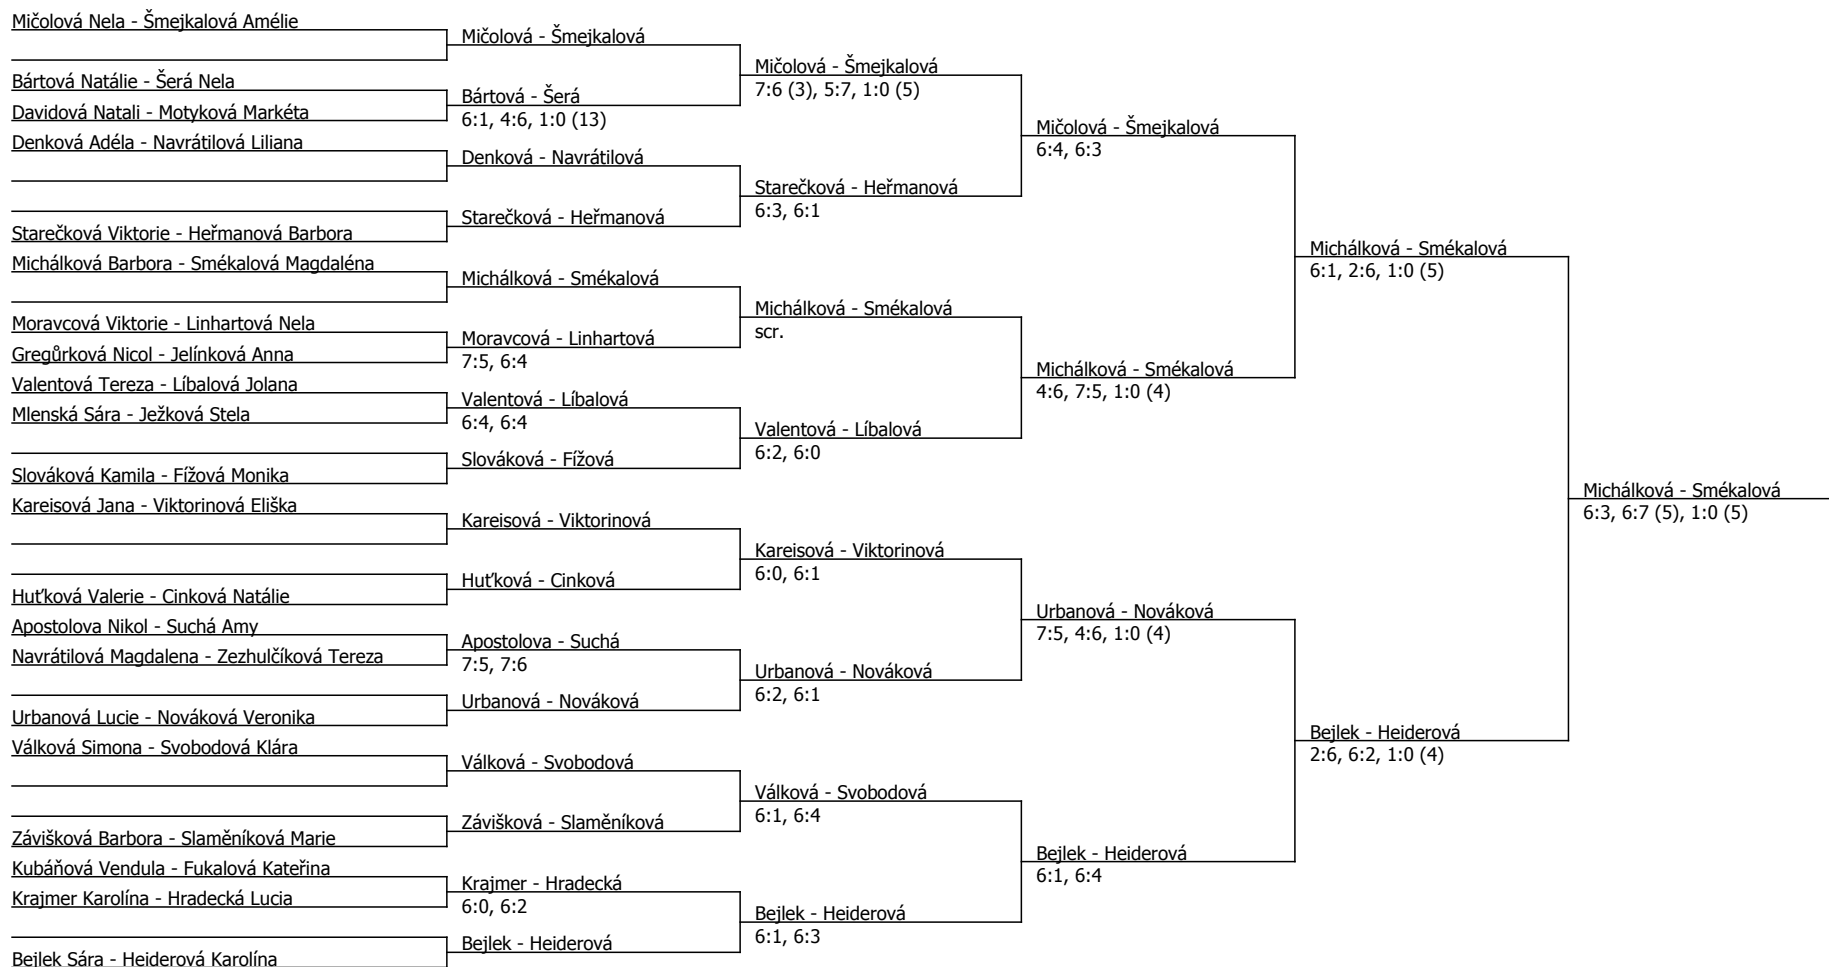 Mičolová Nela - Šmejkalová Amélie
Bártová Natálie - Šerá Nela
Davidová Natali - Motyková Markéta
Denková Adéla - Navrátilová Liliana
Starečková Viktorie - Heřmanová Barbora
Michálková Barbora - Smékalová Magdaléna
Moravcová Viktorie - Linhartová Nela
Gregůrková Nicol - Jelínková Anna
Valentová Tereza - Líbalová Jolana
Mlenská Sára - Ježková Stela
Slováková Kamila - Fížová Monika
Kareisová Jana - Viktorinová Eliška
Huťková Valerie - Cinková Natálie
Apostolova Nikol - Suchá Amy
Navrátilová Magdalena - Zezhulčíková Tereza
Urbanová Lucie - Nováková Veronika
Válková Simona - Svobodová Klára
Závišková Barbora - Slaměníková Marie
Kubáňová Vendula - Fukalová Kateřina
Krajmer Karolína - Hradecká Lucia
Bejlek Sára - Heiderová Karolína
Mičolová - Šmejkalová
Bártová - Šerá
6:1, 4:6, 1:0 (13)
Denková - Navrátilová
Starečková - Heřmanová
Michálková - Smékalová
Moravcová - Linhartová
7:5, 6:4
Valentová - Líbalová
6:4, 6:4
Slováková - Fížová
Kareisová - Viktorinová
Huťková - Cinková
Apostolova - Suchá
7:5, 7:6
Urbanová - Nováková
Válková - Svobodová
Závišková - Slaměníková
Krajmer - Hradecká
6:0, 6:2
Bejlek - Heiderová
Mičolová - Šmejkalová
7:6 (3), 5:7, 1:0 (5)
Starečková - Heřmanová
6:3, 6:1
Michálková - Smékalová
scr.
Valentová - Líbalová
6:2, 6:0
Kareisová - Viktorinová
6:0, 6:1
Urbanová - Nováková
6:2, 6:1
Válková - Svobodová
6:1, 6:4
Bejlek - Heiderová
6:1, 6:3
Mičolová - Šmejkalová
6:4, 6:3
Michálková - Smékalová
4:6, 7:5, 1:0 (4)
Urbanová - Nováková
7:5, 4:6, 1:0 (4)
Bejlek - Heiderová
6:1, 6:4
Michálková - Smékalová
6:1, 2:6, 1:0 (5)
Bejlek - Heiderová
2:6, 6:2, 1:0 (4)
Michálková - Smékalová
6:3, 6:7 (5), 1:0 (5)